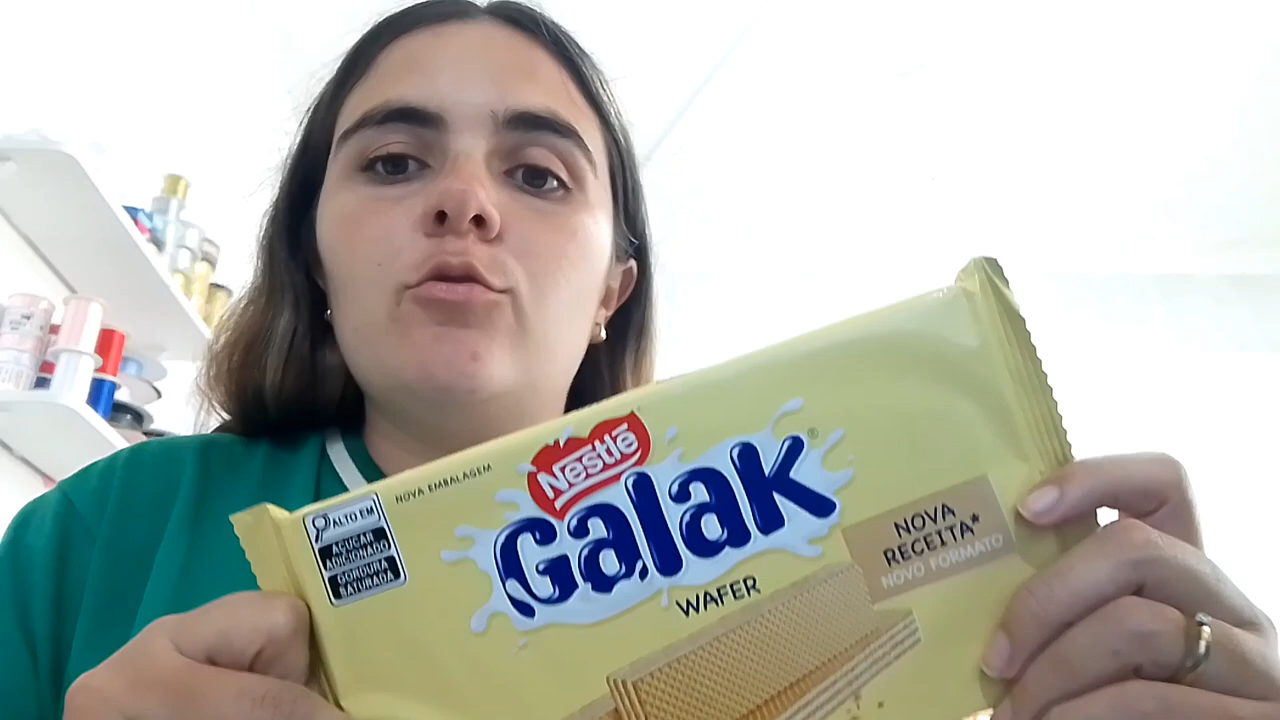 NOVA EMBALAGEM
ALTO EM
AÇÚCAR
ADICIONADO
GORDURA
SATURADA
Nestlé
Galak®
WAFER
NOVA
RECEITA*
NOVO FORMATO